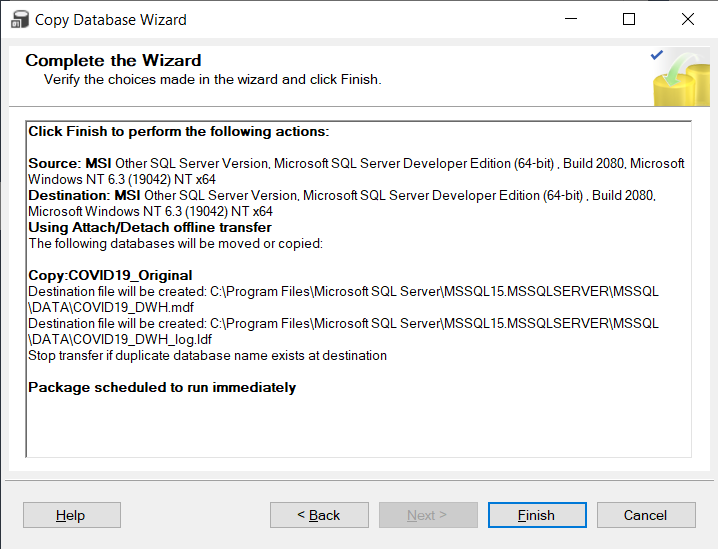 Copy Database Wizard
Complete the Wizard
Verify the choices made in the wizard and click Finish.
Click Finish to perform the following actions:
Source: MSI Other SQL Server Version, Microsoft SQL Server Developer Edition (64-bit) , Build 2080, Microsoft
Windows NT 6.3 (19042) NT x64
Destination: MSI Other SQL Server Version, Microsoft SQL Server Developer Edition (64-bit) , Build 2080,
Microsoft Windows NT 6.3 (19042) NT x64
Using Attach/Detach offline transfer
The following databases will be moved or copied:
Copy:COVID19_Original
Destination file will be created: C:\Program Files\Microsoft SQL Server\MSSQL15.MSSQLSERVER\MSSQL
\DATA\COVID19_DWH.mdf
Destination file will be created: C:\Program Files\Microsoft SQL Server\MSSQL15.MSSQLSERVER\MSSQL
\DATA\COVID19_DWH_log.ldf
Stop transfer if duplicate database name exists at destination
Package scheduled to run immediately
Help
< Back
Next >
Finish
Cancel